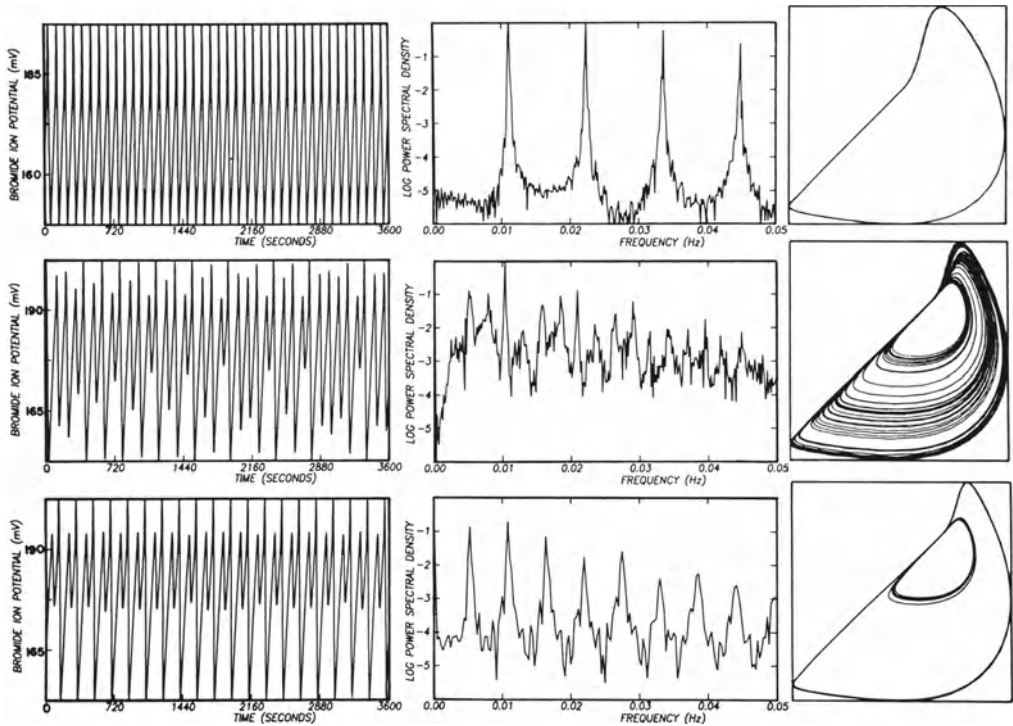 BROMIDE ION POTENTIAL (mV)
185
160
0 720 1440 2160 2880 3600
TIME (SECONDS)
LOG POWER SPECTRAL DENSITY
-1
-2
-3
-4
-5
0.0 0.01 0.02 0.03 0.04 0.05
FREQUENCY (Hz)
BROMIDE ION POTENTIAL (mV)
190
165
0 720 1440 2160 2880 3600
TIME (SECONDS)
LOG POWER SPECTRAL DENSITY
-1
-2
-3
-4
-5
0.0 0.01 0.02 0.03 0.04 0.05
FREQUENCY (Hz)
BROMIDE ION POTENTIAL (mV)
190
165
0 720 1440 2160 2880 3600
TIME (SECONDS)
LOG POWER SPECTRAL DENSITY
-1
-2
-3
-4
-5
0.0 0.01 0.02 0.03 0.04 0.05
FREQUENCY (Hz)